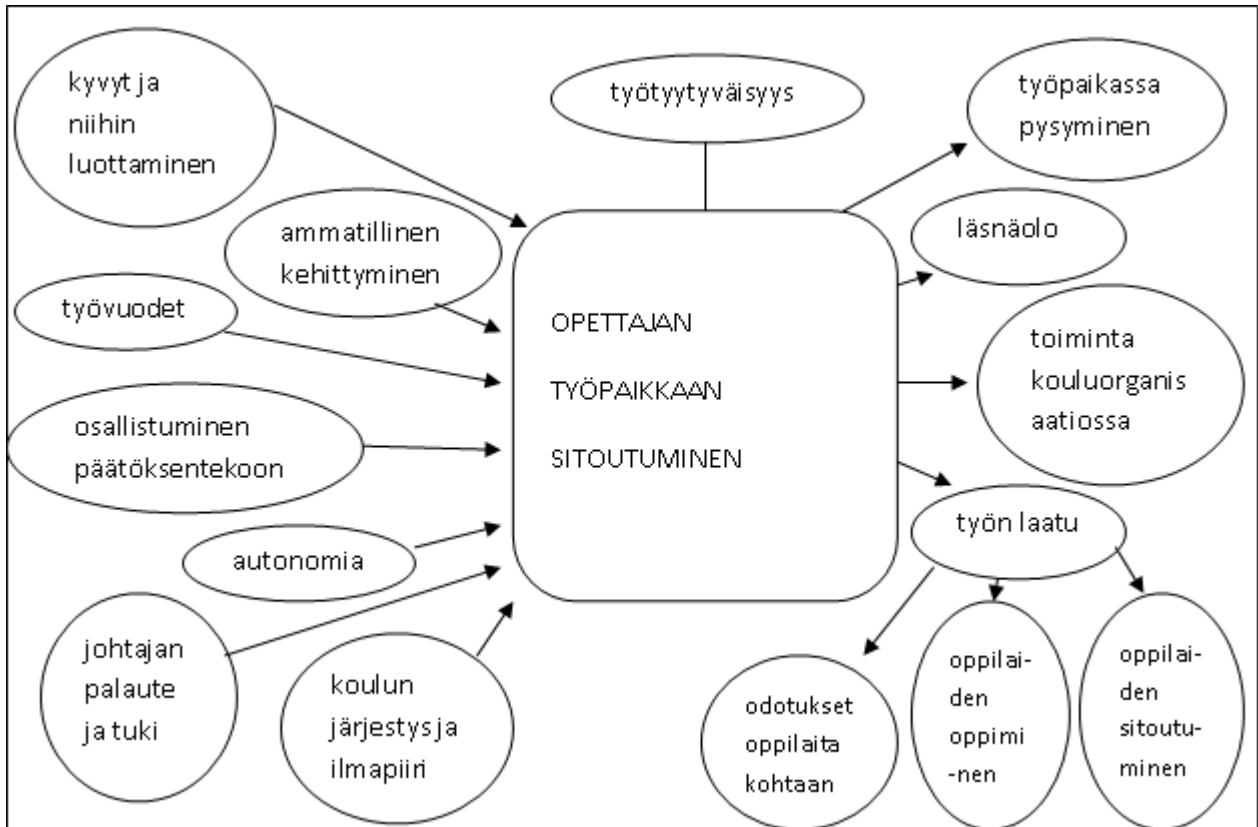 kyvyt ja
niihin
luottaminen
työtyytyväisyys
työpaikassa
pysyminen
ammatillinen
kehittyminen
läsnäolo
työvuodet
OPETTAJAN
TYÖPAIKKAAN
SITOUTUMINEN
toiminta
kouluorganis
aatiossa
osallistuminen
päätöksentekoon
työn laatu
autonomia
johtajan
palaute
ja tuki
koulun
järjestys ja
ilmapiiri
odotukset
oppilaita
kohtaan
oppilai-
den
oppimi
-nen
oppilai-
den
sitoutu-
minen